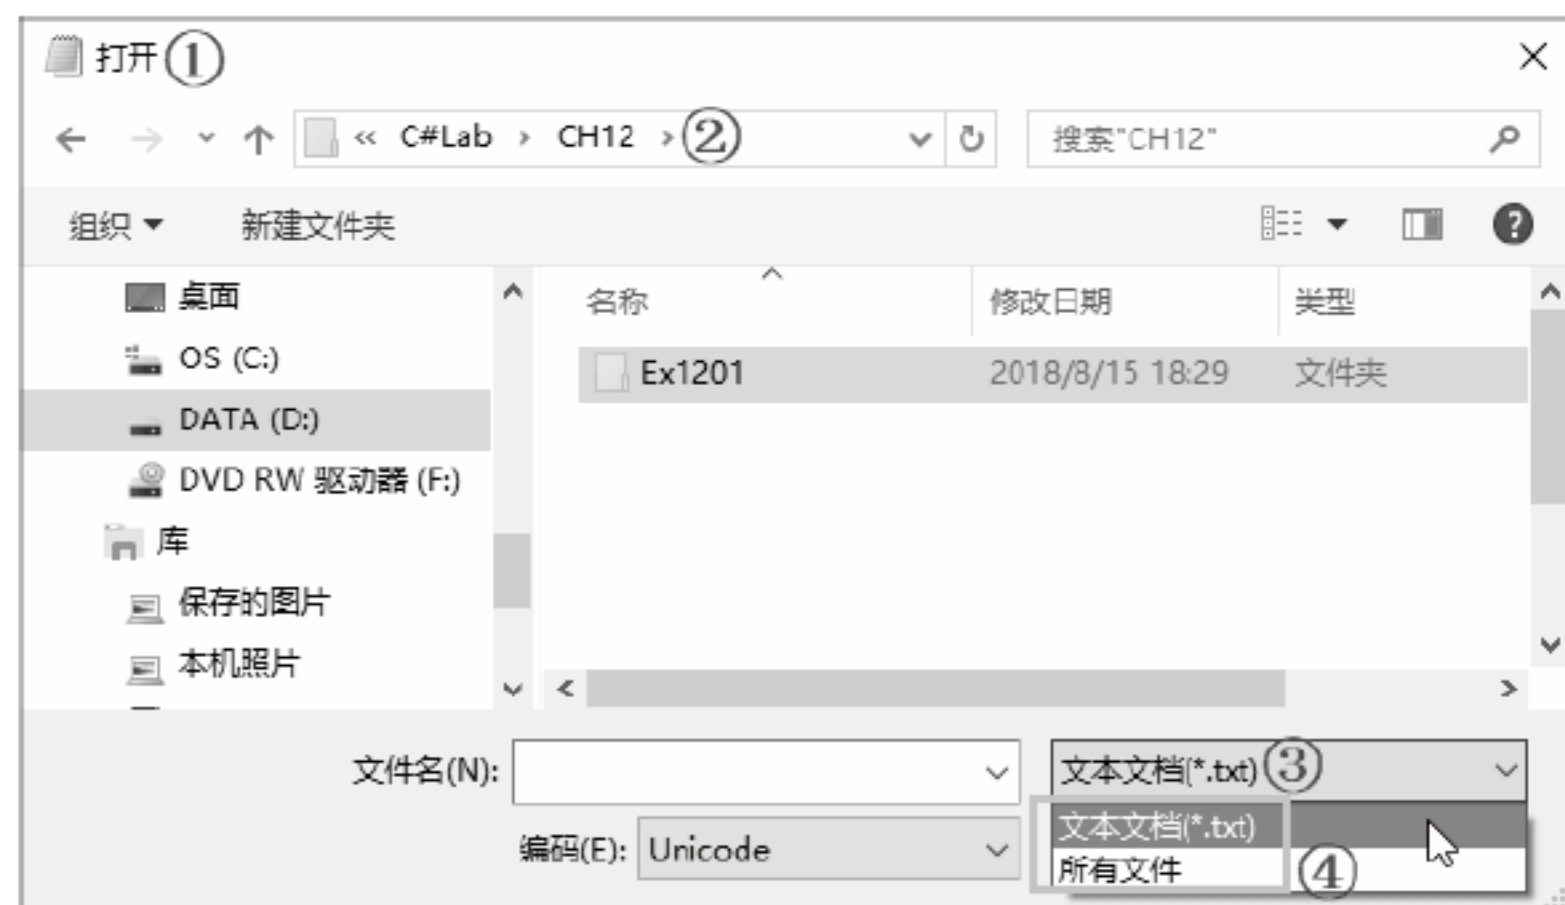 打开 ①
« C#Lab › CH12 › ② 搜索"CH12"
组织 新建文件夹
桌面
OS (C:)
DATA (D:)
DVD RW 驱动器 (F:)
库
保存的图片
本机照片
名称 修改日期 类型
Ex1201 2018/8/15 18:29 文件夹
文件名(N): 文本文档(*.txt) ③
文本文档(*.txt)
编码(E): Unicode 所有文件 ④